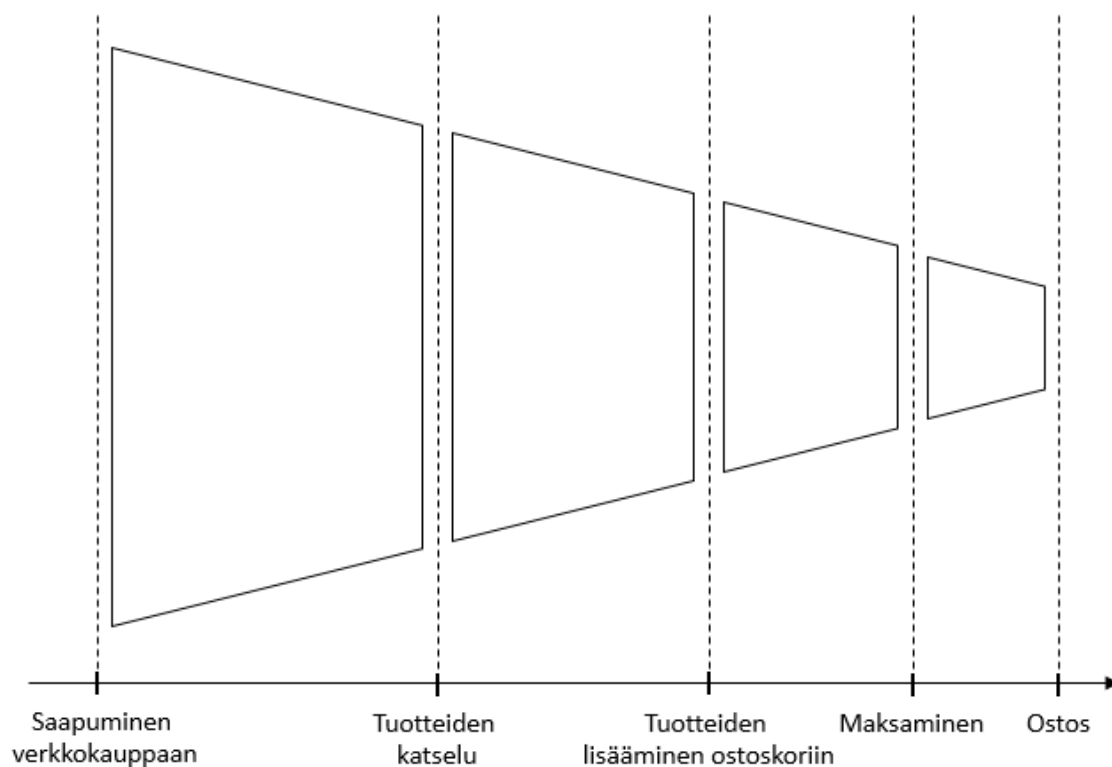 Saapuminen
verkkokauppaan
Tuotteiden
katselu
Tuotteiden
lisääminen ostoskoriin
Maksaminen
Ostos